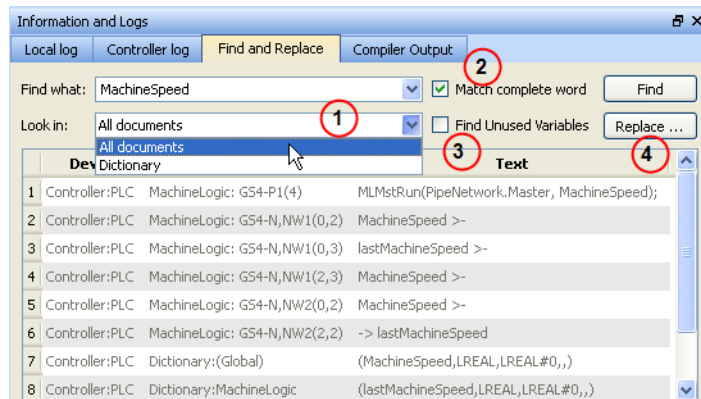 Information and Logs
Local log Controller log Find and Replace Compiler Output
2
Find what: MachineSpeed Match complete word Find
1
Look in: All documents Find Unused Variables Replace ...
All documents
3 4
Dev Text
Dictionary
1 Controller:PLC MachineLogic: GS4-P1(4) MLMstRun(PipeNetwork.Master, MachineSpeed);
2 Controller:PLC MachineLogic: GS4-N,NW1(0,2) MachineSpeed >-
3 Controller:PLC MachineLogic: GS4-N,NW1(0,3) lastMachineSpeed >-
4 Controller:PLC MachineLogic: GS4-N,NW1(2,3) MachineSpeed >-
5 Controller:PLC MachineLogic: GS4-N,NW2(0,2) MachineSpeed >-
6 Controller:PLC MachineLogic: GS4-N,NW2(2,2) -> lastMachineSpeed
7 Controller:PLC Dictionary:(Global) (MachineSpeed,LREAL,LREAL#0,,)
8 Controller:PLC Dictionary:MachineLogic (lastMachineSpeed,LREAL,LREAL#0,,)